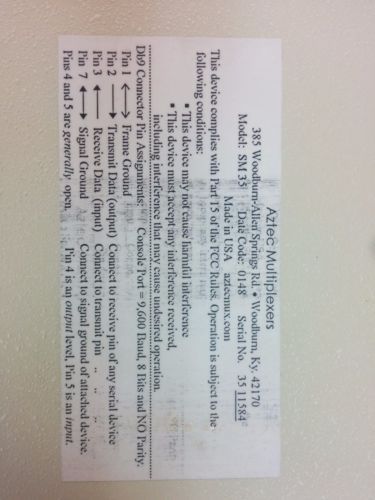 Aztec Multiplexers
385 Woodburn-Allen Springs Rd. • Woodburn, Ky. 42170
Model: SM35 Date Code: 0148 Serial No. 35 11584
Made in USA aztecmux.com
This device complies with Part 15 of the FCC Rules. Operation is subject to the
following conditions:
• This device may not cause harmful interference
• This device must accept any interference received,
including interference that may cause undesired operation.
Db9 Connector Pin Assignments: Console Port = 9,600 Baud, 8 Bits and NO Parity.
Pin 1 ↔ Frame Ground
Pin 2 → Transmit Data (output) Connect to receive pin of any serial device
Pin 3 ← Receive Data (input) Connect to transmit pin " " "
Pin 7 ↔ Signal Ground Connect to signal ground of attached device.
Pins 4 and 5 are generally open. Pin 4 is an output level, Pin 5 is an input.